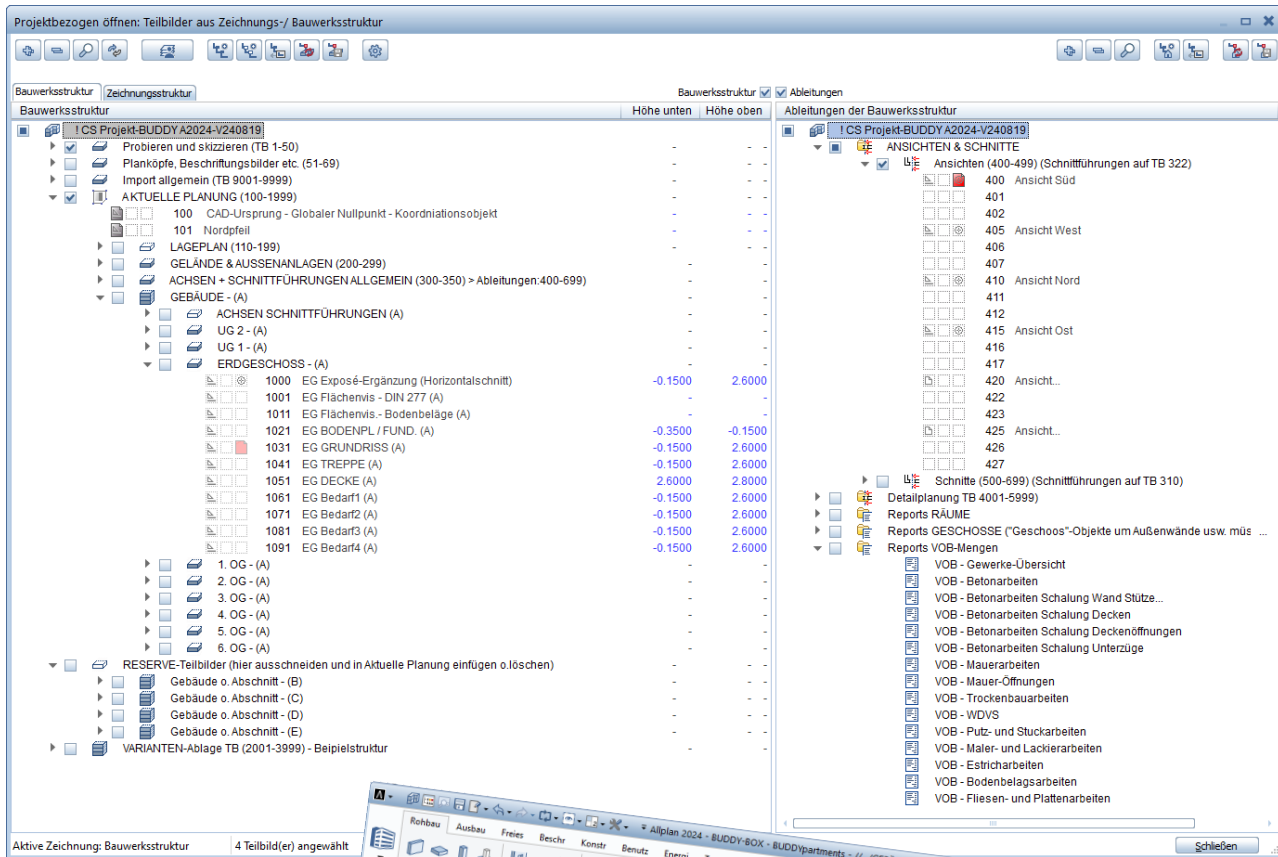 Projektbezogen öffnen: Teilbilder aus Zeichnungs-/ Bauwerksstruktur
Bauwerksstruktur Zeichnungsstruktur Bauwerksstruktur Ableitungen
Bauwerksstruktur Höhe unten Höhe oben
! CS Projekt-BUDDY A2024-V240819
Probieren und skizzieren (TB 1-50) - -
Planköpfe, Beschriftungsbilder etc. (51-69) - -
Import allgemein (TB 9001-9999) - -
AKTUELLE PLANUNG (100-1999) - -
100 CAD-Ursprung - Globaler Nullpunkt - Koordniationsobjekt - -
101 Nordpfeil - -
LAGEPLAN (110-199) - -
GELÄNDE & AUSSENANLAGEN (200-299) - -
ACHSEN + SCHNITTFÜHRUNGEN ALLGEMEIN (300-350) > Ableitungen:400-699) - -
GEBÄUDE - (A) - -
ACHSEN SCHNITTFÜHRUNGEN (A) - -
UG 2 - (A) - -
UG 1 - (A) - -
ERDGESCHOSS - (A) - -
1000 EG Exposé-Ergänzung (Horizontalschnitt) -0.1500 2.6000
1001 EG Flächenvis - DIN 277 (A) - -
1011 EG Flächenvis.- Bodenbeläge (A) - -
1021 EG BODENPL / FUND. (A) -0.3500 -0.1500
1031 EG GRUNDRISS (A) -0.1500 2.6000
1041 EG TREPPE (A) -0.1500 2.6000
1051 EG DECKE (A) 2.6000 2.8000
1061 EG Bedarf1 (A) -0.1500 2.6000
1071 EG Bedarf2 (A) -0.1500 2.6000
1081 EG Bedarf3 (A) -0.1500 2.6000
1091 EG Bedarf4 (A) -0.1500 2.6000
1. OG - (A) - -
2. OG - (A) - -
3. OG - (A) - -
4. OG - (A) - -
5. OG - (A) - -
6. OG - (A) - -
RESERVE-Teilbilder (hier ausschneiden und in Aktuelle Planung einfügen o.löschen) - -
Gebäude o. Abschnitt - (B) - -
Gebäude o. Abschnitt - (C) - -
Gebäude o. Abschnitt - (D) - -
Gebäude o. Abschnitt - (E) - -
VARIANTEN-Ablage TB (2001-3999) - Beipielstruktur - -
Ableitungen der Bauwerksstruktur
! CS Projekt-BUDDY A2024-V240819
ANSICHTEN & SCHNITTE
Ansichten (400-499) (Schnittführungen auf TB 322)
400 Ansicht Süd
401
402
405 Ansicht West
406
407
410 Ansicht Nord
411
412
415 Ansicht Ost
416
417
420 Ansicht...
422
423
425 Ansicht...
426
427
Schnitte (500-699) (Schnittführungen auf TB 310)
Detailplanung TB 4001-5999)
Reports RÄUME
Reports GESCHOSSE ("Geschoos"-Objekte um Außenwände usw. müs ...
Reports VOB-Mengen
VOB - Gewerke-Übersicht
VOB - Betonarbeiten
VOB - Betonarbeiten Schalung Wand Stütze...
VOB - Betonarbeiten Schalung Decken
VOB - Betonarbeiten Schalung Deckenöffnungen
VOB - Betonarbeiten Schalung Unterzüge
VOB - Mauerarbeiten
VOB - Mauer-Öffnungen
VOB - Trockenbauarbeiten
VOB - WDVS
VOB - Putz- und Stuckarbeiten
VOB - Maler- und Lackierarbeiten
VOB - Estricharbeiten
VOB - Bodenbelagsarbeiten
VOB - Fliesen- und Plattenarbeiten
Allplan 2024 - BUDDY-BOX - BUDDYpartments - //
Rohbau Ausbau Freies Beschr Konstr Benutz Energi
Aktive Zeichnung: Bauwerksstruktur 4 Teilbild(er) angewählt Schließen